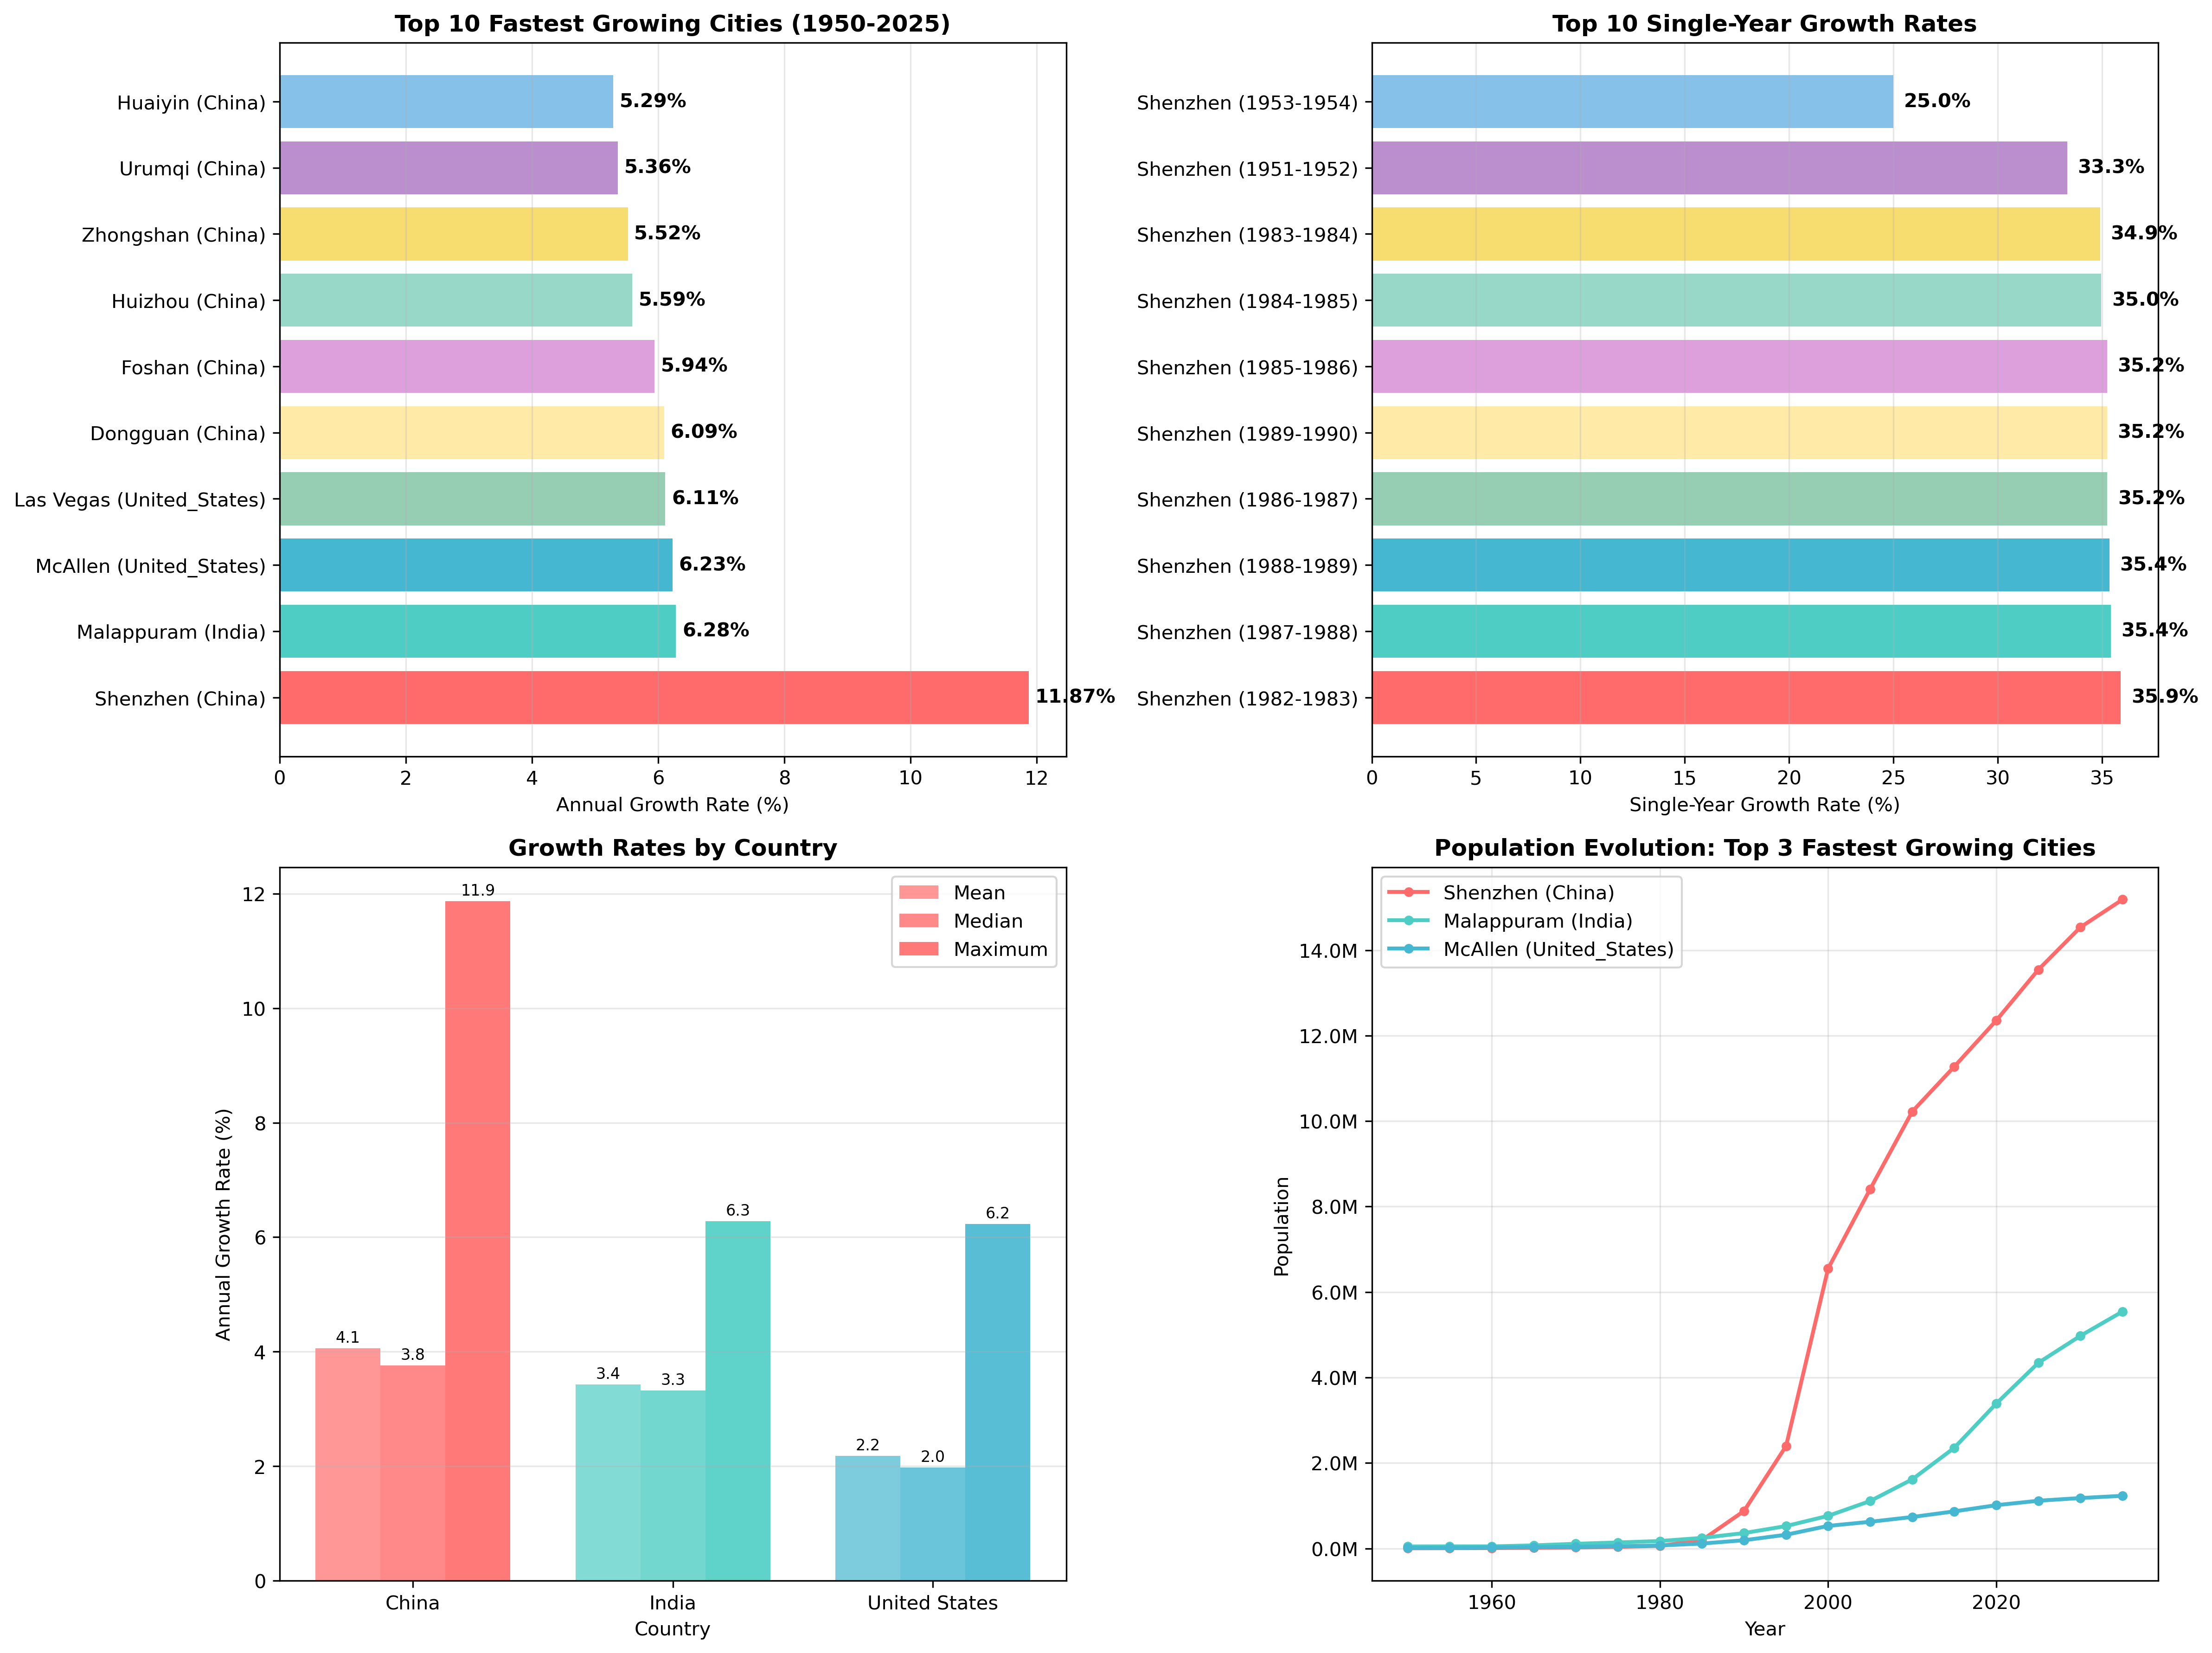 Top 10 Fastest Growing Cities (1950-2025)
Huaiyin (China)
5.29%
Urumqi (China)
5.36%
Zhongshan (China)
5.52%
Huizhou (China)
5.59%
Foshan (China)
5.94%
Dongguan (China)
6.09%
Las Vegas (United_States)
6.11%
McAllen (United_States)
6.23%
Malappuram (India)
6.28%
Shenzhen (China)
11.87%
0 2 4 6 8 10 12
Annual Growth Rate (%)
Top 10 Single-Year Growth Rates
Shenzhen (1953-1954)
25.0%
Shenzhen (1951-1952)
33.3%
Shenzhen (1983-1984)
34.9%
Shenzhen (1984-1985)
35.0%
Shenzhen (1985-1986)
35.2%
Shenzhen (1989-1990)
35.2%
Shenzhen (1986-1987)
35.2%
Shenzhen (1988-1989)
35.4%
Shenzhen (1987-1988)
35.4%
Shenzhen (1982-1983)
35.9%
0 5 10 15 20 25 30 35
Single-Year Growth Rate (%)
Growth Rates by Country
Mean
Median
Maximum
12
10
8
6
4
2
0
Annual Growth Rate (%)
4.1
3.8
11.9
3.4
3.3
6.3
2.2
2.0
6.2
China India United States
Country
Population Evolution: Top 3 Fastest Growing Cities
Shenzhen (China)
Malappuram (India)
McAllen (United_States)
14.0M
12.0M
10.0M
8.0M
6.0M
4.0M
2.0M
0.0M
Population
1960 1980 2000 2020
Year